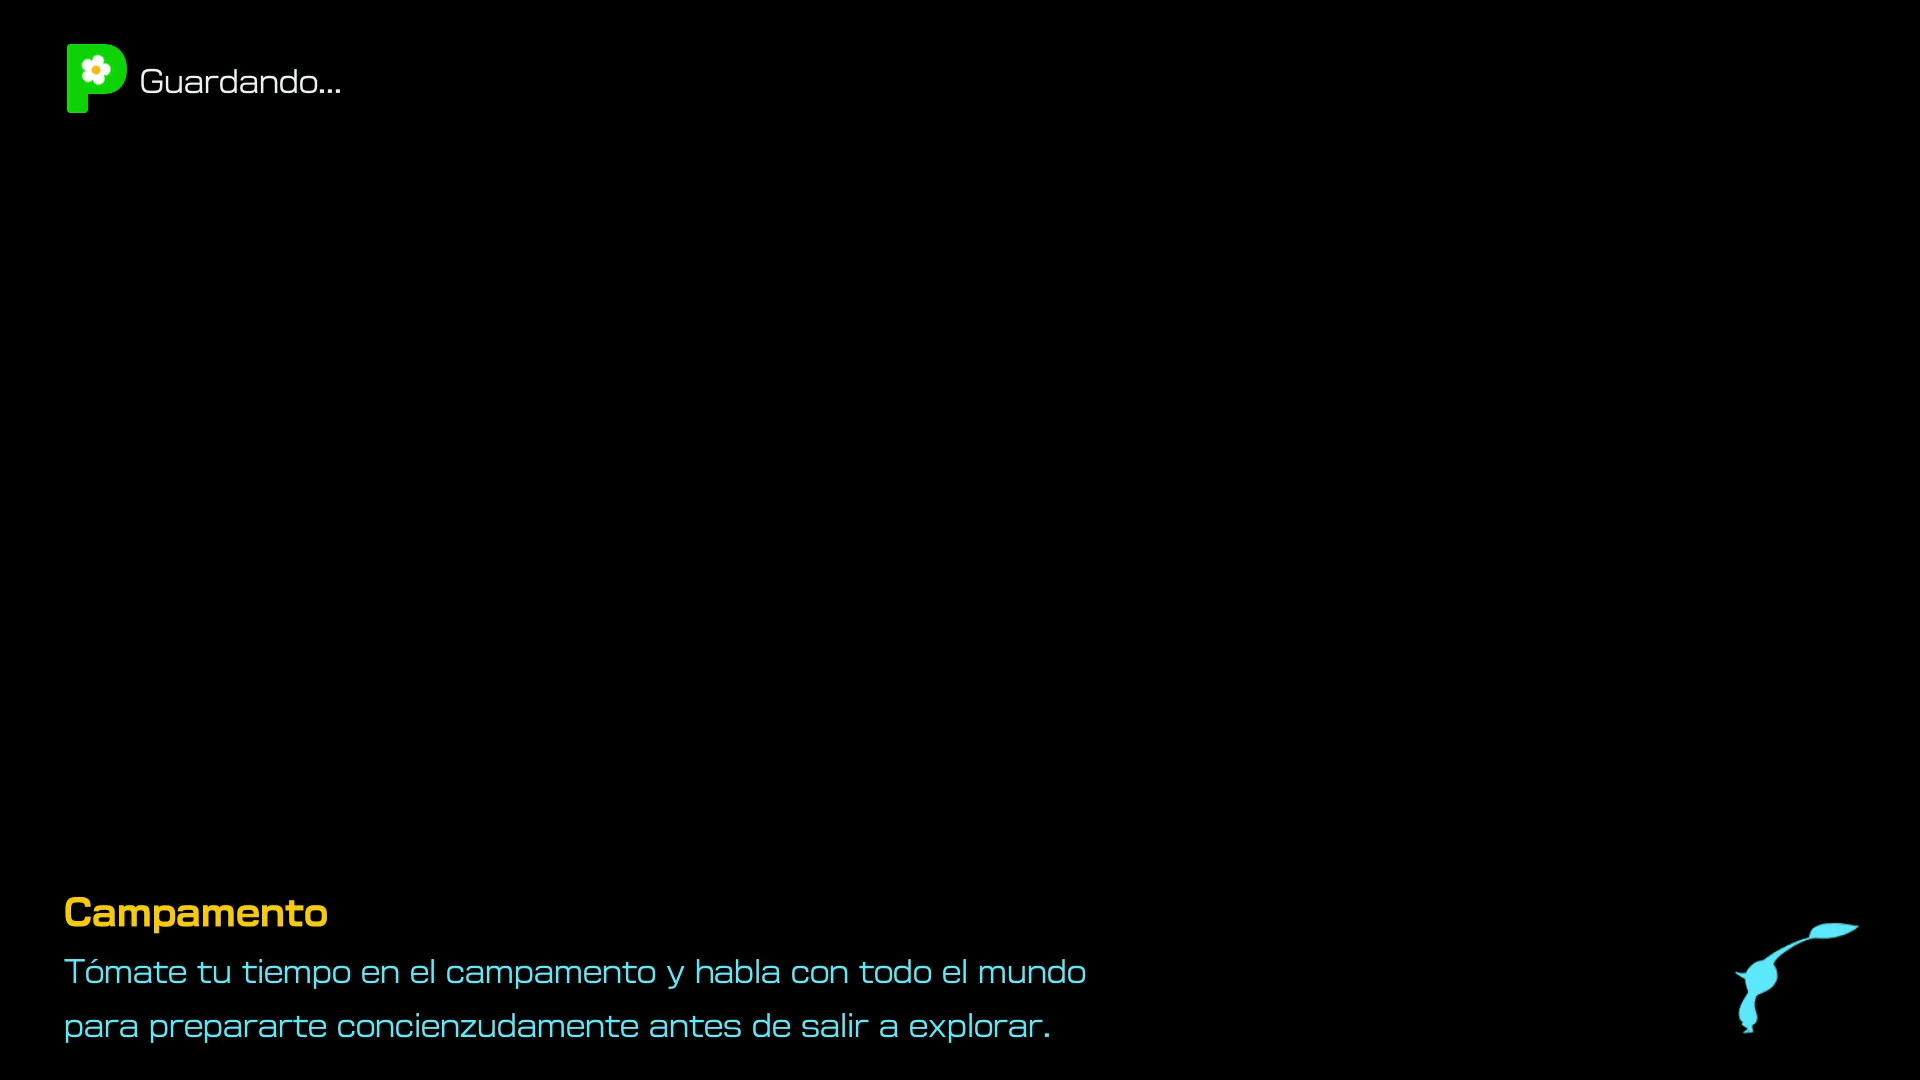 P Guardando...
Campamento
Tómate tu tiempo en el campamento y habla con todo el mundo
para prepararte concienzudamente antes de salir a explorar.